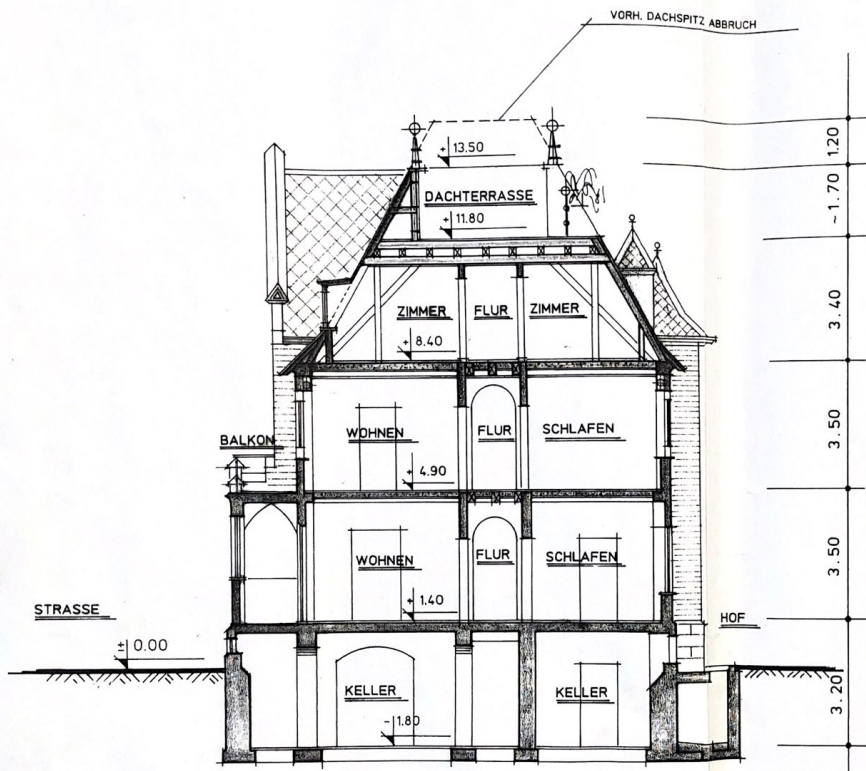 VORH. DACHSPITZ ABBRUCH
+ 13.50
1.20
DACHTERRASSE
~ 1.70
+ 11.80
ZIMMER FLUR ZIMMER
3.40
+ 8.40
BALKON
WOHNEN FLUR SCHLAFEN
3.50
+ 4.90
WOHNEN FLUR SCHLAFEN
3.50
+ 1.40
STRASSE
HOF
± 0.00
KELLER KELLER
3.20
- 1.80